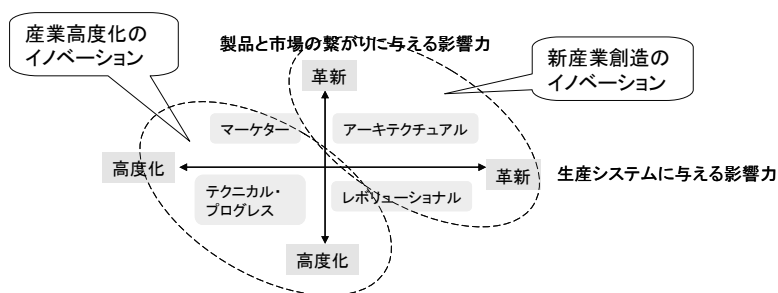 産業高度化の
イノベーション
製品と市場の繋がりに与える影響力
新産業創造の
イノベーション
革新
マーケター
アーキテクチュアル
高度化
革新
生産システムに与える影響力
テクニカル・
プログレス
レボリューショナル
高度化